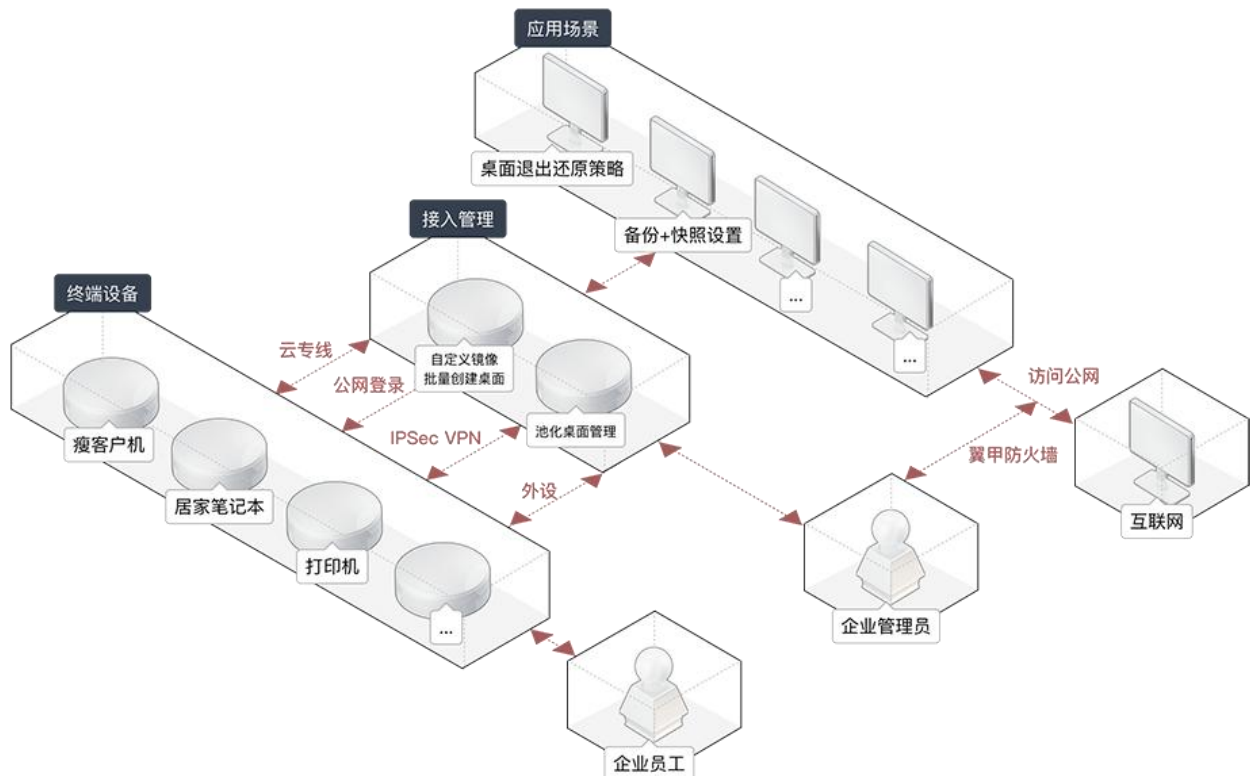 应用场景
桌面退出还原策略
备份+快照设置
...
...
接入管理
自定义镜像
批量创建桌面
池化桌面管理
终端设备
瘦客户机
居家笔记本
打印机
...
云专线
公网登录
IPSec VPN
外设
访问公网
翼甲防火墙
互联网
企业管理员
企业员工